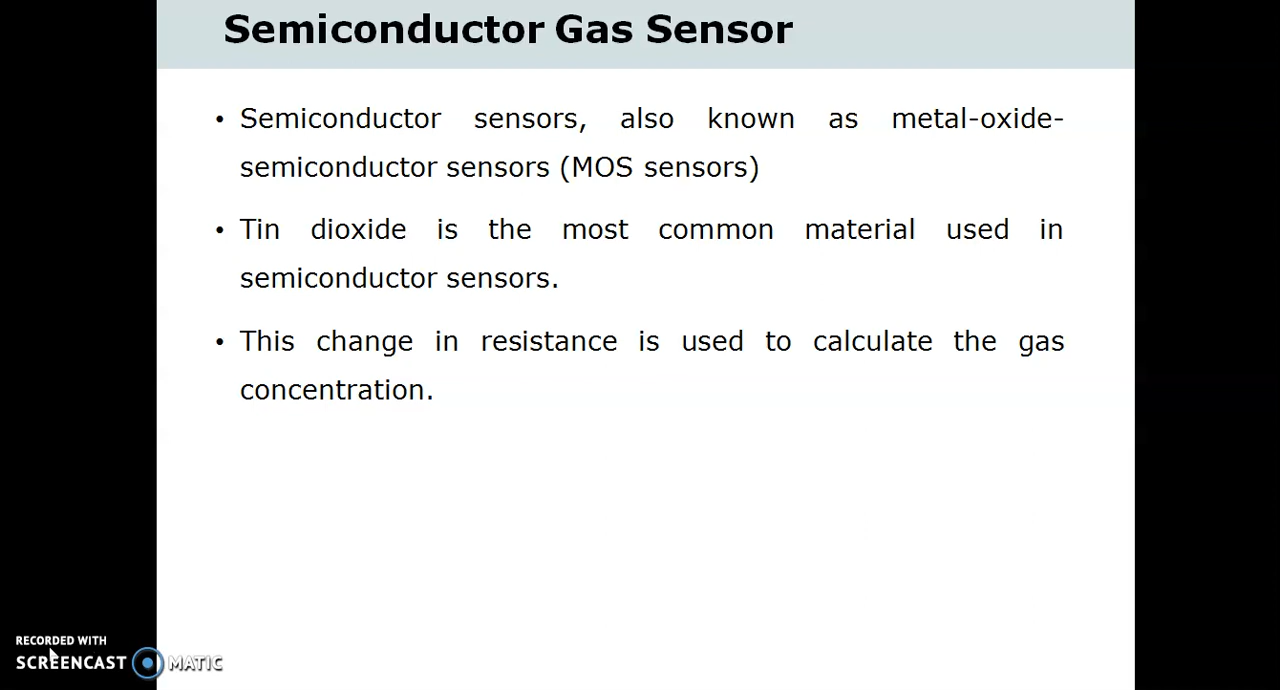 Semiconductor Gas Sensor
• Semiconductor sensors, also known as metal-oxide-
semiconductor sensors (MOS sensors)
• Tin dioxide is the most common material used in
semiconductor sensors.
• This change in resistance is used to calculate the gas
concentration.
RECORDED WITH
SCREENCAST MATIC